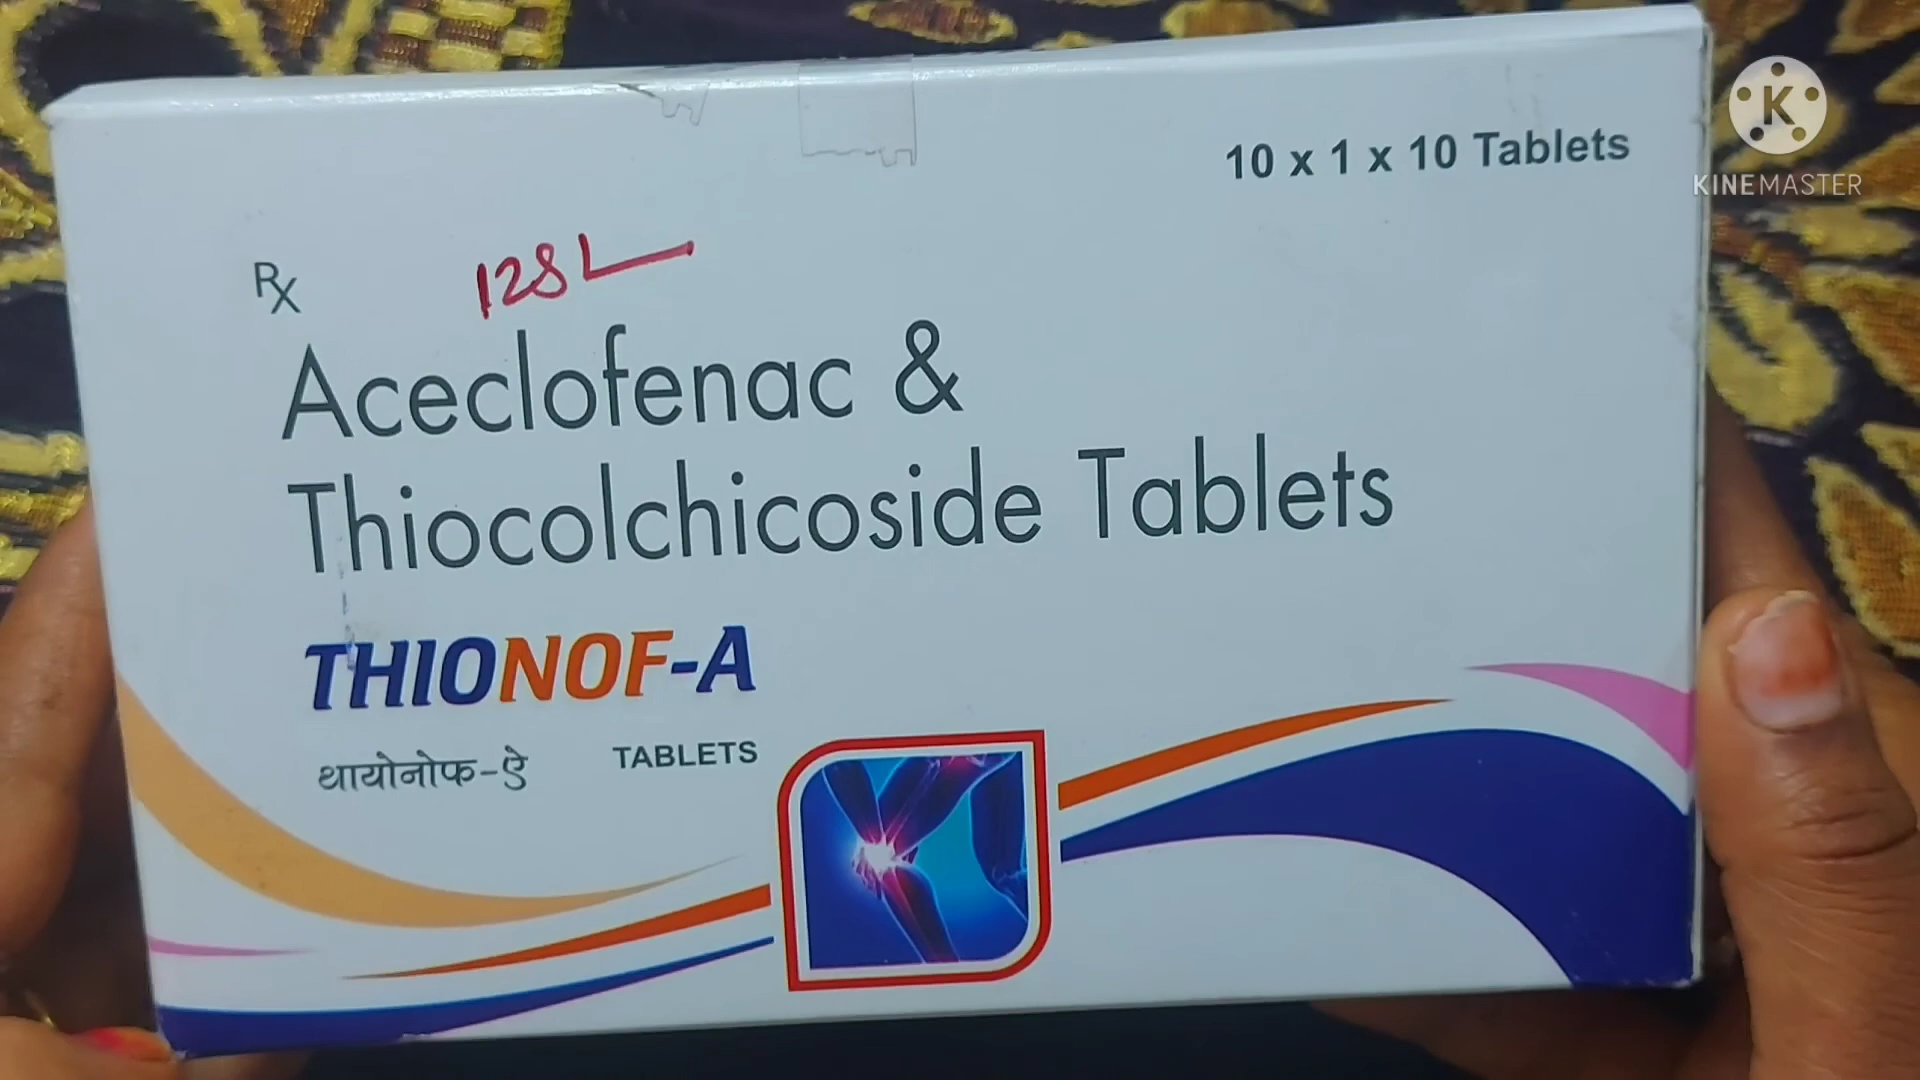 10 x 1 x 10 Tablets
K
KINEMASTER
Rx
128
Aceclofenac &
Thiocolchicoside Tablets
THIONOF-A
थायोनोफ-ऐ TABLETS